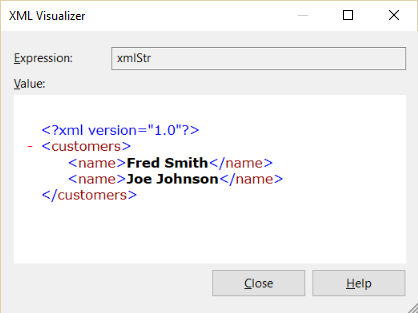 XML Visualizer
Expression: xmlStr
Value:
<?xml version="1.0"?>
- <customers>
<name>Fred Smith</name>
<name>Joe Johnson</name>
</customers>
Close Help